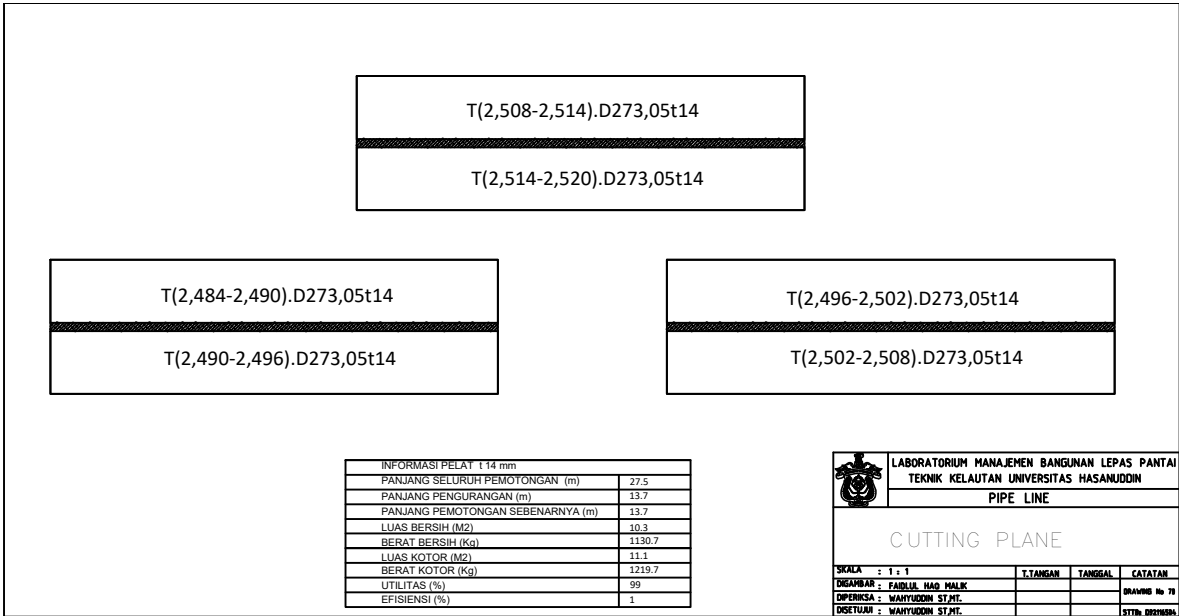 T(2,508-2,514).D273,05t14
T(2,514-2,520).D273,05t14
T(2,484-2,490).D273,05t14
T(2,490-2,496).D273,05t14
T(2,496-2,502).D273,05t14
T(2,502-2,508).D273,05t14
INFORMASI PELAT t 14 mm
PANJANG SELURUH PEMOTONGAN (m) 27.5
PANJANG PENGURANGAN (m) 13.7
PANJANG PEMOTONGAN SEBENARNYA (m) 13.7
LUAS BERSIH (M2) 10.3
BERAT BERSIH (Kg) 1130.7
LUAS KOTOR (M2) 11.1
BERAT KOTOR (Kg) 1219.7
UTILITAS (%) 99
EFISIENSI (%) 1
LABORATORIUM MANAJEMEN BANGUNAN LEPAS PANTAI
TEKNIK KELAUTAN UNIVERSITAS HASANUDDIN
PIPE LINE
CUTTING PLANE
SKALA : 1 : 1 T.TANGAN TANGGAL CATATAN
DIGAMBAR : FAIDLUL HAQ MALIK
DIPERIKSA : WAHYUDDIN ST,MT.
DISETUJUI : WAHYUDDIN ST,MT.
DRAWING No 79